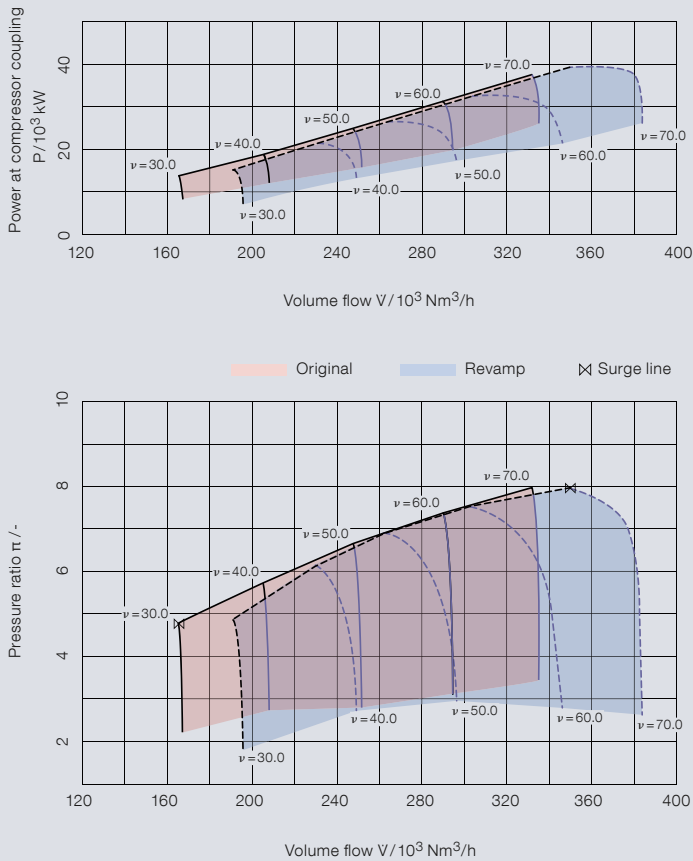 Power at compressor coupling
P/10³ kW
40
20
0
ν=70.0
ν=60.0
ν=50.0
ν=40.0
ν=30.0
ν=70.0
ν=60.0
ν=50.0
ν=40.0
ν=30.0
120 160 200 240 280 320 360 400
Volume flow V̇/10³ Nm³/h
Original Revamp Surge line
Pressure ratio π/-
10
8
6
4
2
ν=70.0
ν=60.0
ν=50.0
ν=40.0
ν=30.0
ν=50.0
ν=40.0
ν=60.0
ν=70.0
ν=30.0
120 160 200 240 280 320 360 400
Volume flow V̇/10³ Nm³/h